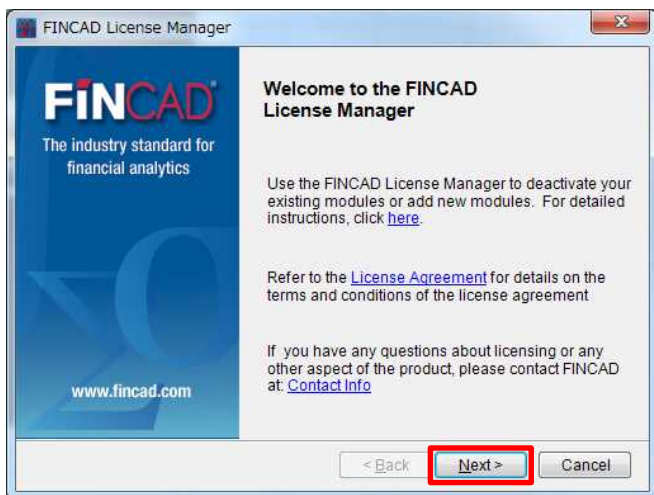 FINCAD License Manager
FINCAD
The industry standard for
financial analytics
www.fincad.com
Welcome to the FINCAD
License Manager
Use the FINCAD License Manager to deactivate your
existing modules or add new modules. For detailed
instructions, click here.
Refer to the License Agreement for details on the
terms and conditions of the license agreement
If you have any questions about licensing or any
other aspect of the product, please contact FINCAD
at: Contact Info
< Back Next > Cancel